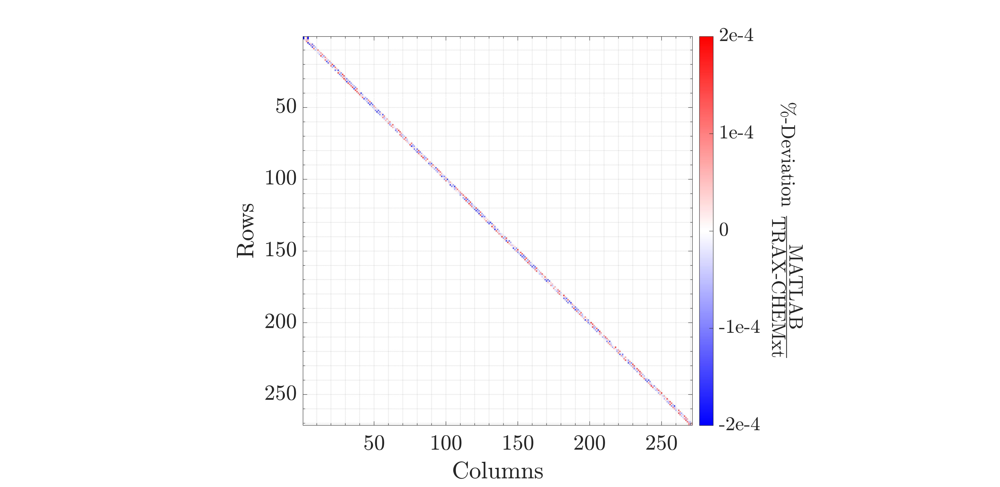 Rows
50
100
150
200
250
50
100
150
200
250
Columns
2e-4
1e-4
0
-1e-4
-2e-4
%-Deviation
MATLAB
TRAX-CHEMxt